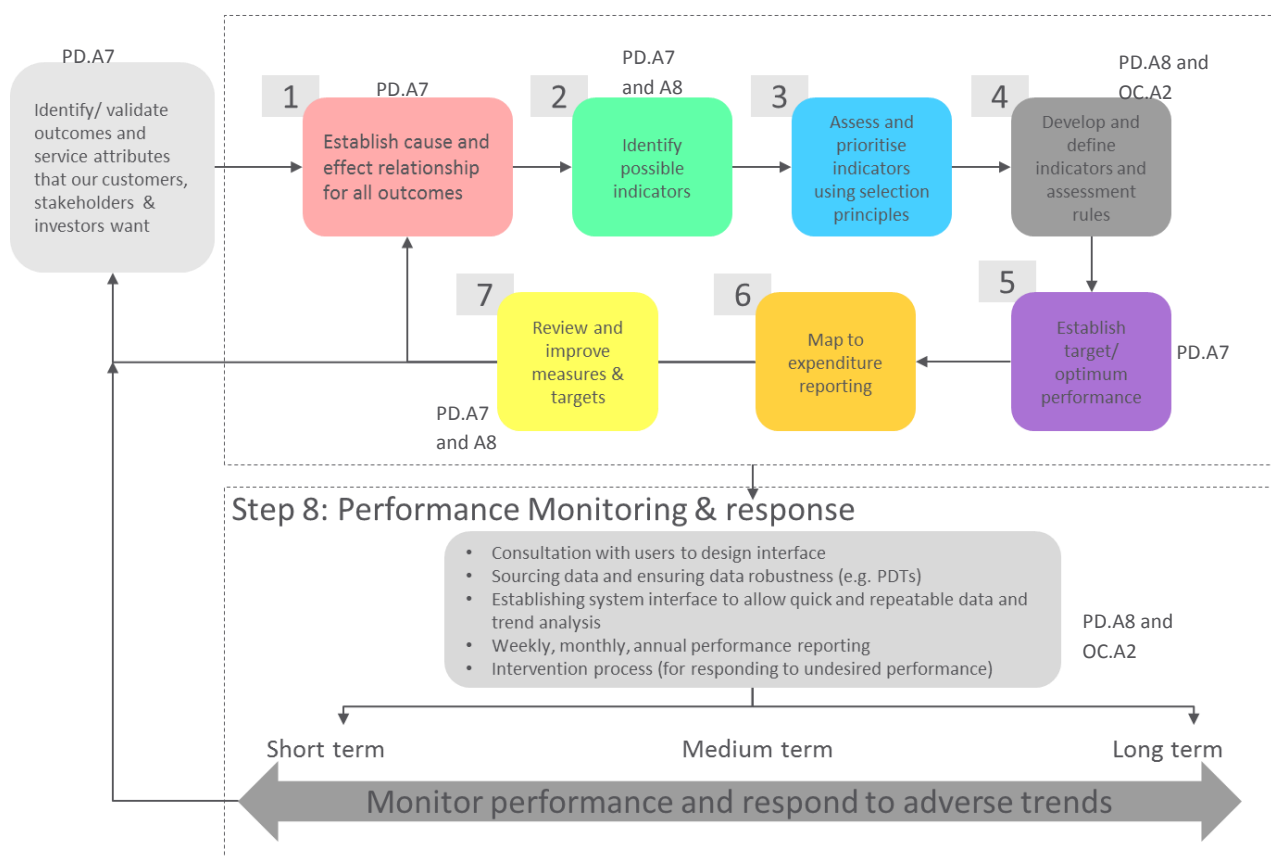 PD.A7
Identify/ validate
outcomes and
service attributes
that our customers,
stakeholders &
investors want
1
PD.A7
Establish cause and
effect relationship
for all outcomes
2
PD.A7
and A8
Identify
possible
indicators
3
Assess and
prioritise
indicators
using selection
principles
4
PD.A8 and
OC.A2
Develop and
define
indicators and
assessment
rules
5
Establish
target/
optimum
performance
PD.A7
6
Map to
expenditure
reporting
7
Review and
improve
measures &
targets
PD.A7
and A8
Step 8: Performance Monitoring & response
• Consultation with users to design interface
• Sourcing data and ensuring data robustness (e.g. PDTs)
• Establishing system interface to allow quick and repeatable data and
trend analysis
• Weekly, monthly, annual performance reporting
• Intervention process (for responding to undesired performance)
PD.A8 and
OC.A2
Short term
Medium term
Long term
Monitor performance and respond to adverse trends